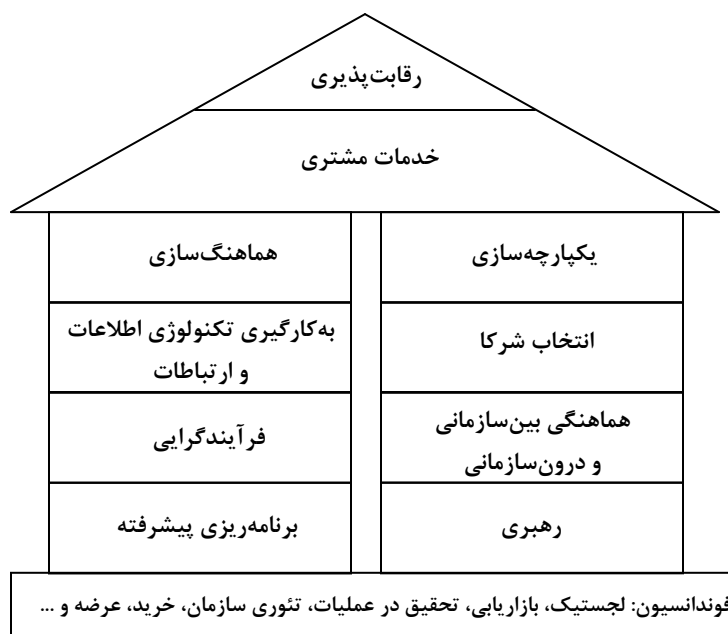 رقابت‌پذیری
خدمات مشتری
یکپارچه‌سازی
هماهنگ‌سازی
انتخاب شرکا
به‌کارگیری تکنولوژی اطلاعات
و ارتباطات
هماهنگی بین‌سازمانی
و درون‌سازمانی
فرآیندگرایی
رهبری
برنامه‌ریزی پیشرفته
فوندانسیون: لجستیک، بازاریابی، تحقیق در عملیات، تئوری سازمان، خرید، عرضه و ...